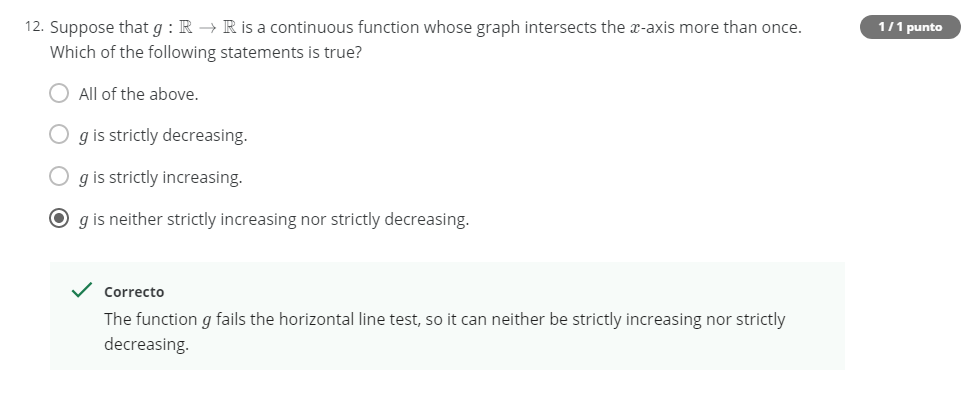 12. Suppose that g : ℝ → ℝ is a continuous function whose graph intersects the x-axis more than once.
1 / 1 punto
Which of the following statements is true?
All of the above.
g is strictly decreasing.
g is strictly increasing.
g is neither strictly increasing nor strictly decreasing.
Correcto
The function g fails the horizontal line test, so it can neither be strictly increasing nor strictly
decreasing.